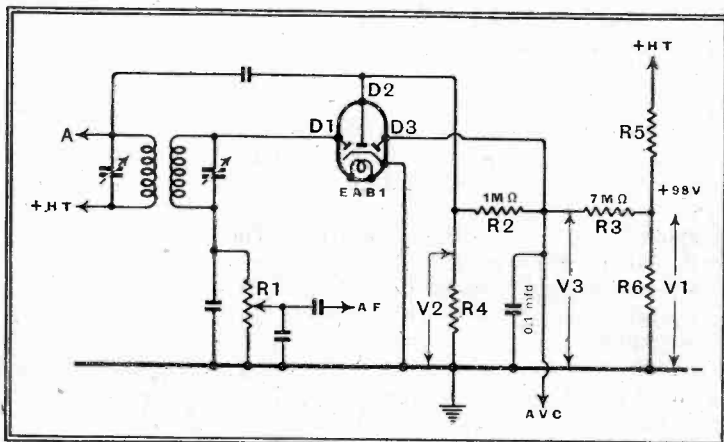 +HT
D2
R5
A
D1
D3
EAB1
+98V
1MΩ
7MΩ
R2
R3
+HT
R1
AF
V2
R4
0.1 mfd
V3
R6
V1
-
AVC